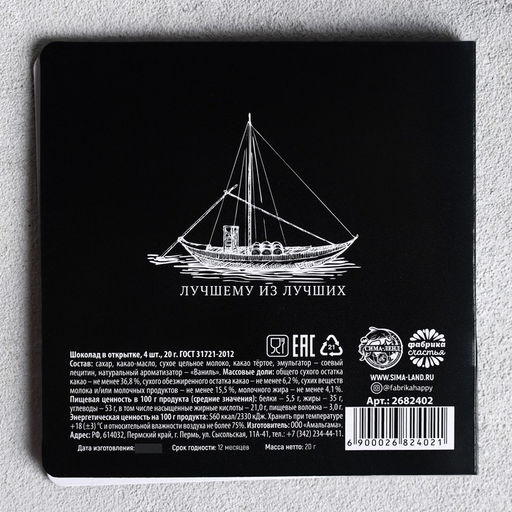 ЛУЧШЕМУ ИЗ ЛУЧШИХ
Шоколад в открытке, 4 шт., 20 г. ГОСТ 31721-2012
Состав: сахар, какао-масло, сухое цельное молоко, какао тёртое, эмульгатор – соевый
лецитин, натуральный ароматизатор – «Ваниль». Массовые доли: общего сухого остатка
какао – не менее 36,8 %, сухого обезжиренного остатка какао – не менее 6,2 %, сухих веществ
молока и/или молочных продуктов – не менее 15,5 %, молочного жира – не менее 4,1%.
Пищевая ценность в 100 г продукта (средние значения): белки – 5,5 г, жиры – 35 г,
углеводы – 53 г, в том числе насыщенные жирные кислоты – 21,0 г, пищевые волокна – 3,0 г.
Энергетическая ценность на 100 г продукта: 560 ккал/2330 кДж. Хранить при температуре
+18 (±3) °С и относительной влажности воздуха не более 75%. Изготовитель: ООО «Амальгама».
Адрес: РФ, 614032, Пермский край, г. Пермь, ул. Сысольская, 11А-41, тел.: +7 (342) 234-44-11.
Дата изготовления:
Срок годности: 12 месяцев
Масса нетто: 20 г
EAC
21
СИМА-ЛЕНД
фабрика
счастья
WWW.SIMA-LAND.RU
@fabrikahappy
Арт.: 2682402
6 900026 824021